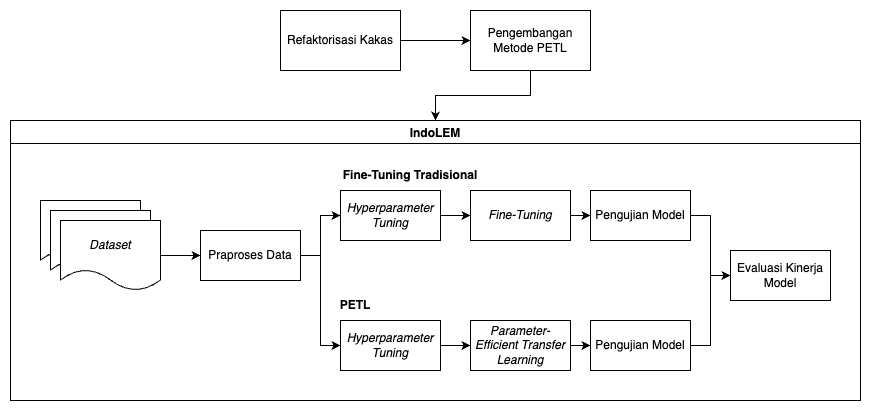 Refaktorisasi Kakas
Pengembangan
Metode PETL
IndoLEM
Dataset
Praproses Data
Fine-Tuning Tradisional
Hyperparameter
Tuning
Fine-Tuning
Pengujian Model
PETL
Hyperparameter
Tuning
Parameter-
Efficient Transfer
Learning
Pengujian Model
Evaluasi Kinerja
Model